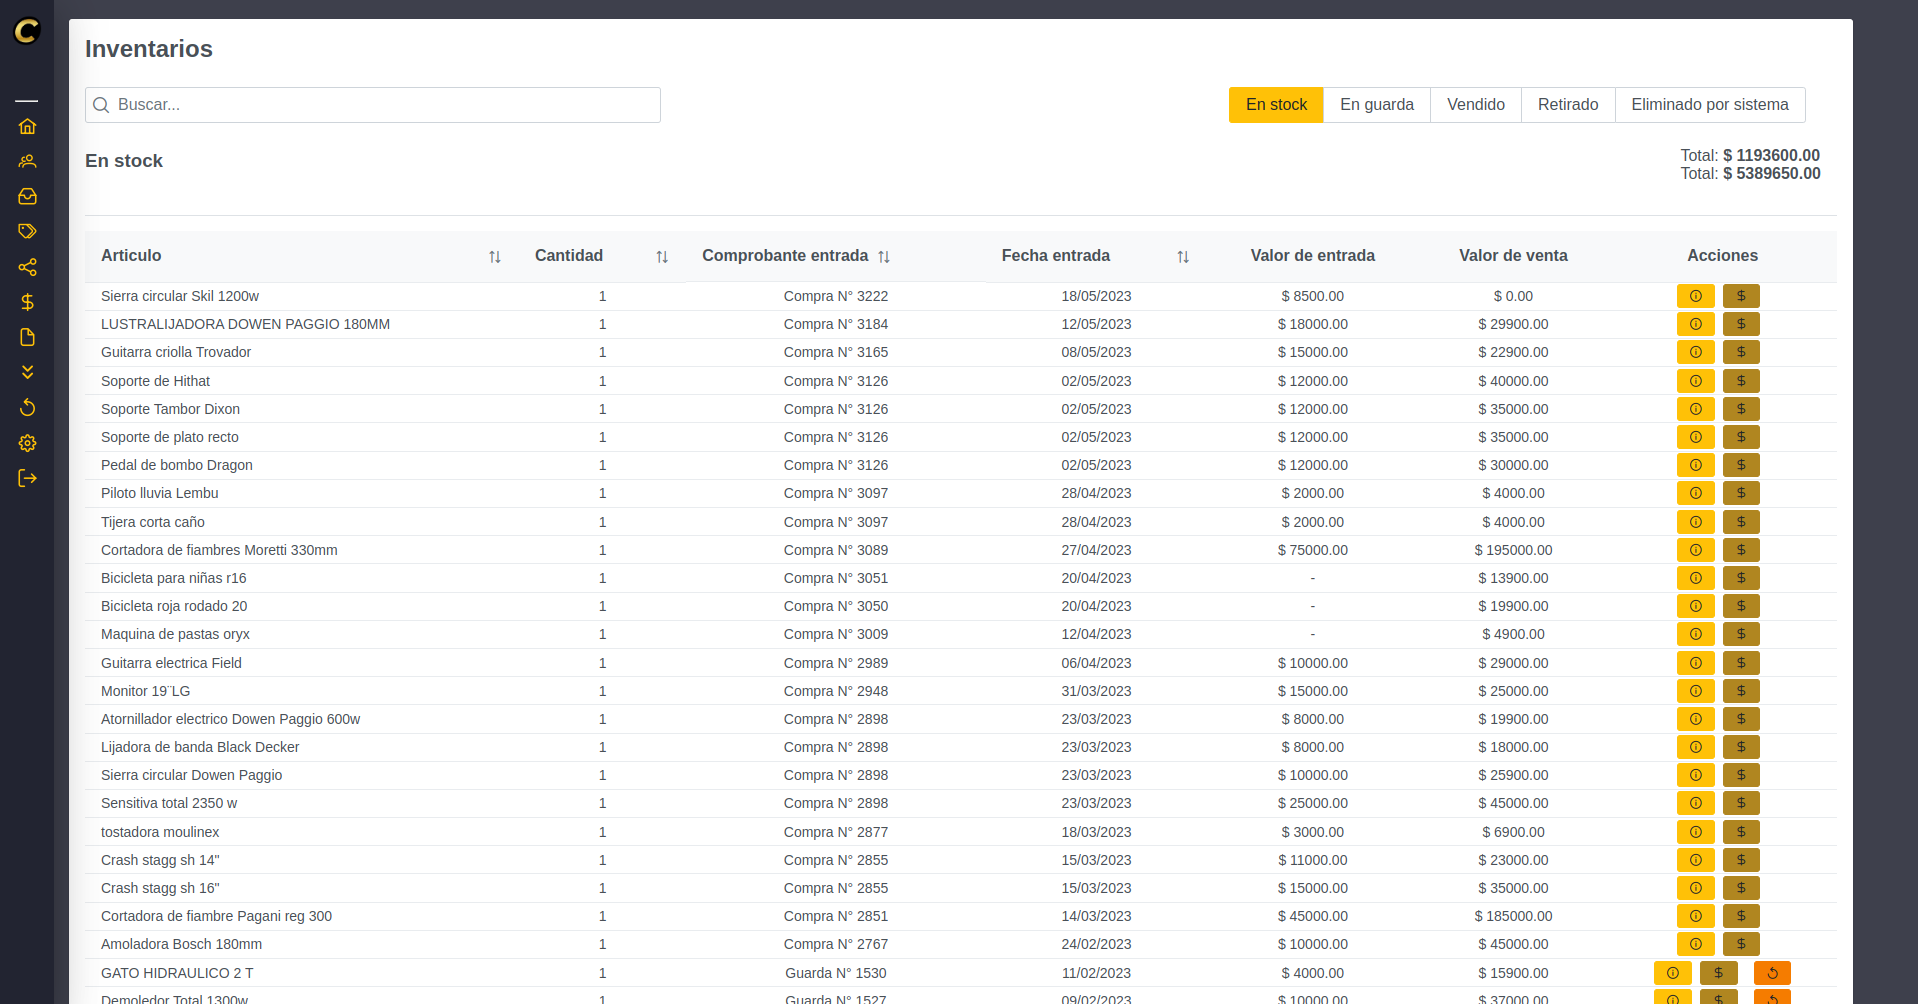 Inventarios
Buscar...
En stock En guarda Vendido Retirado Eliminado por sistema
En stock
Total: $ 1193600.00
Total: $ 5389650.00
Articulo Cantidad Comprobante entrada Fecha entrada Valor de entrada Valor de venta Acciones
Sierra circular Skil 1200w 1 Compra N° 3222 18/05/2023 $ 8500.00 $ 0.00
LUSTRALIJADORA DOWEN PAGGIO 180MM 1 Compra N° 3184 12/05/2023 $ 18000.00 $ 29900.00
Guitarra criolla Trovador 1 Compra N° 3165 08/05/2023 $ 15000.00 $ 22900.00
Soporte de Hithat 1 Compra N° 3126 02/05/2023 $ 12000.00 $ 40000.00
Soporte Tambor Dixon 1 Compra N° 3126 02/05/2023 $ 12000.00 $ 35000.00
Soporte de plato recto 1 Compra N° 3126 02/05/2023 $ 12000.00 $ 35000.00
Pedal de bombo Dragon 1 Compra N° 3126 02/05/2023 $ 12000.00 $ 30000.00
Piloto lluvia Lembu 1 Compra N° 3097 28/04/2023 $ 2000.00 $ 4000.00
Tijera corta caño 1 Compra N° 3097 28/04/2023 $ 2000.00 $ 4000.00
Cortadora de fiambres Moretti 330mm 1 Compra N° 3089 27/04/2023 $ 75000.00 $ 195000.00
Bicicleta para niñas r16 1 Compra N° 3051 20/04/2023 - $ 13900.00
Bicicleta roja rodado 20 1 Compra N° 3050 20/04/2023 - $ 19900.00
Maquina de pastas oryx 1 Compra N° 3009 12/04/2023 - $ 4900.00
Guitarra electrica Field 1 Compra N° 2989 06/04/2023 $ 10000.00 $ 29000.00
Monitor 19¨LG 1 Compra N° 2948 31/03/2023 $ 15000.00 $ 25000.00
Atornillador electrico Dowen Paggio 600w 1 Compra N° 2898 23/03/2023 $ 8000.00 $ 19900.00
Lijadora de banda Black Decker 1 Compra N° 2898 23/03/2023 $ 8000.00 $ 18000.00
Sierra circular Dowen Paggio 1 Compra N° 2898 23/03/2023 $ 10000.00 $ 25900.00
Sensitiva total 2350 w 1 Compra N° 2898 23/03/2023 $ 25000.00 $ 45000.00
tostadora moulinex 1 Compra N° 2877 18/03/2023 $ 3000.00 $ 6900.00
Crash stagg sh 14" 1 Compra N° 2855 15/03/2023 $ 11000.00 $ 23000.00
Crash stagg sh 16" 1 Compra N° 2855 15/03/2023 $ 15000.00 $ 35000.00
Cortadora de fiambre Pagani reg 300 1 Compra N° 2851 14/03/2023 $ 45000.00 $ 185000.00
Amoladora Bosch 180mm 1 Compra N° 2767 24/02/2023 $ 10000.00 $ 45000.00
GATO HIDRAULICO 2 T 1 Guarda N° 1530 11/02/2023 $ 4000.00 $ 15900.00
Demoledor Total 1300w 1 Guarda N° 1527 09/02/2023 $ 10000.00 $ 37000.00